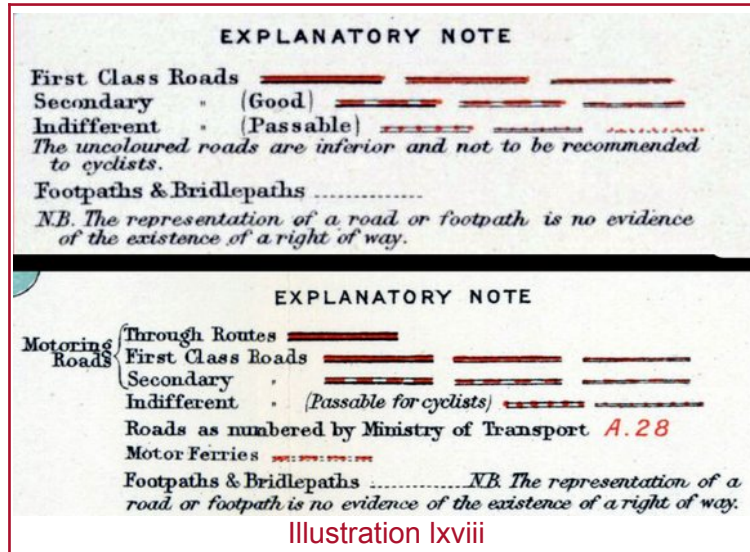 EXPLANATORY NOTE
First Class Roads
Secondary " (Good)
Indifferent " (Passable)
The uncoloured roads are inferior and not to be recommended
to cyclists.
Footpaths & Bridlepaths ..............
N.B. The representation of a road or footpath is no evidence
of the existence of a right of way.
EXPLANATORY NOTE
Motoring Roads
Through Routes
First Class Roads
Secondary "
Indifferent " (Passable for cyclists)
Roads as numbered by Ministry of Transport A.28
Motor Ferries
Footpaths & Bridlepaths ............ N.B. The representation of a
road or footpath is no evidence of the existence of a right of way.
Illustration lxviii